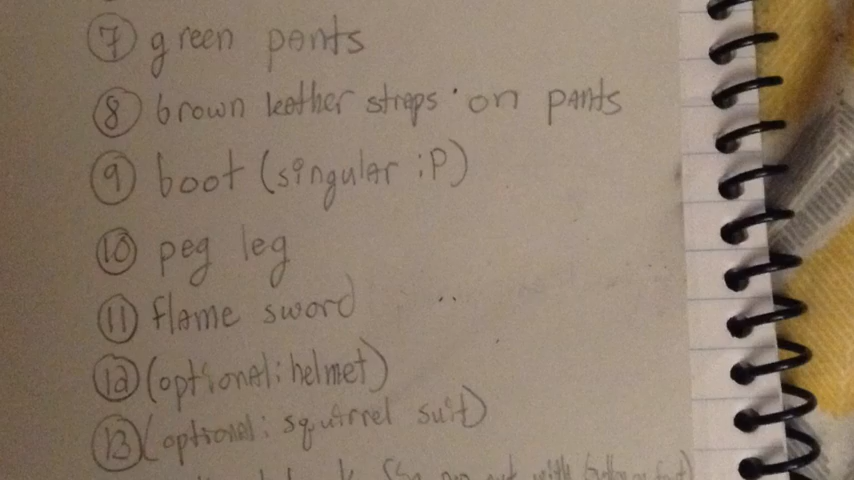 7 green pants
8 brown leather straps on pants
9 boot (singular ;P)
10 peg leg
11 flame sword
12 (optional: helmet)
13 (optional: squirrel suit)